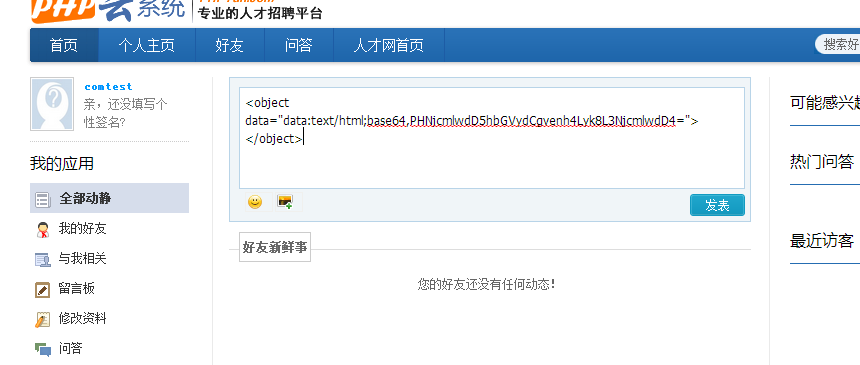 PHP云系统
专业的人才招聘平台
首页 个人主页 好友 问答 人才网首页 搜索好
comtest
亲，还没填写个
性签名?
我的应用
全部动静
我的好友
与我相关
留言板
修改资料
问答
<object
data="data:text/html;base64,PHNjcmlwdD5hbGVydCgvenh4Lyk8L3NjcmlwdD4=">
</object>
发表
好友新鲜事
您的好友还没有任何动态！
可能感兴趣
热门问答
最近访客